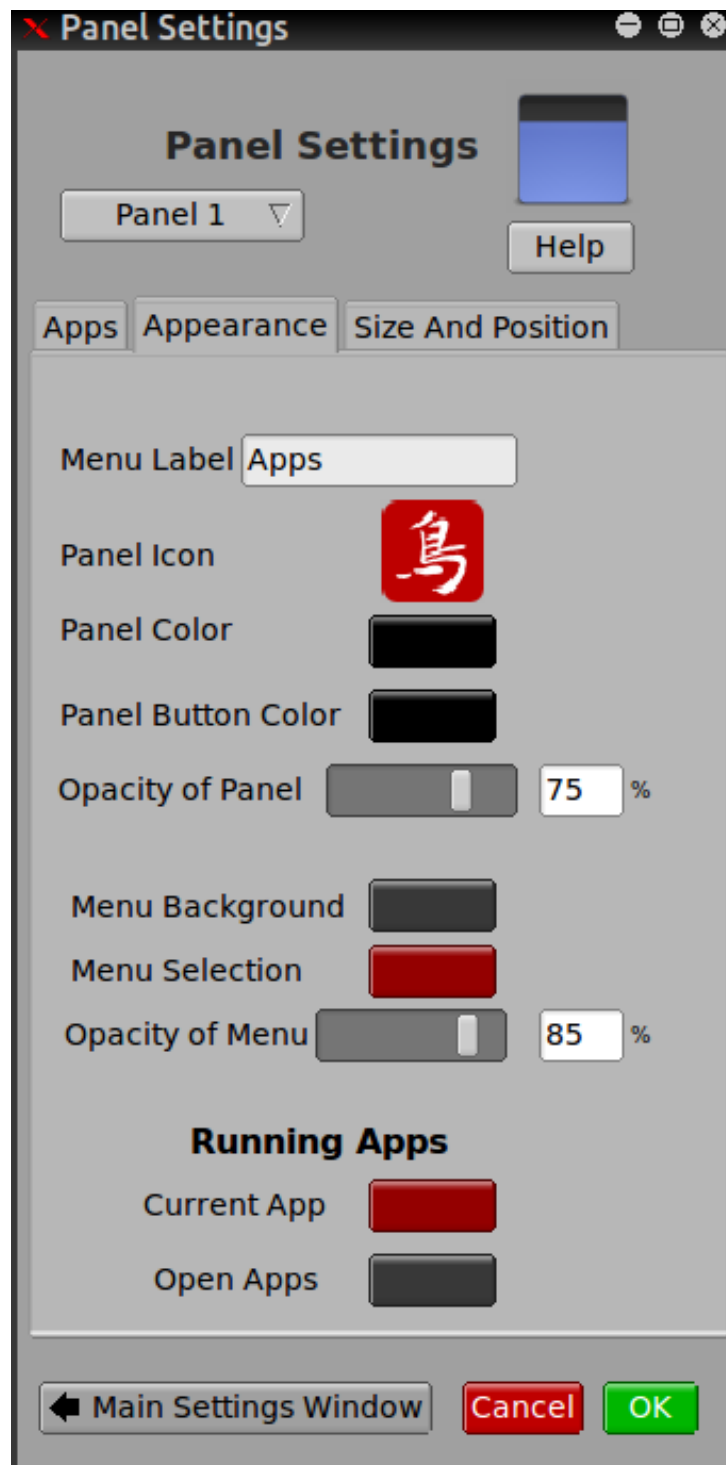 Panel Settings
Panel Settings
Panel 1
Help
Apps Appearance Size And Position
Menu Label Apps
Panel Icon 鳥
Panel Color
Panel Button Color
Opacity of Panel 75 %
Menu Background
Menu Selection
Opacity of Menu 85 %
Running Apps
Current App
Open Apps
Main Settings Window Cancel OK